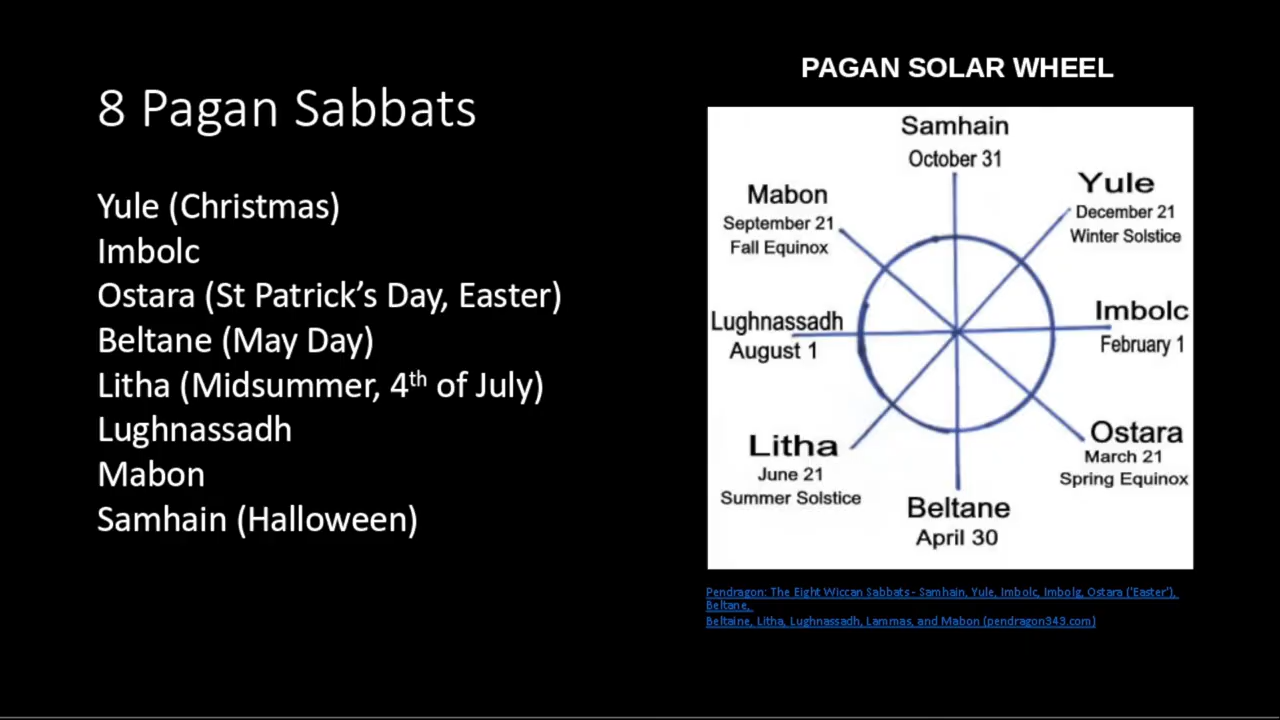 8 Pagan Sabbats
Yule (Christmas)
Imbolc
Ostara (St Patrick’s Day, Easter)
Beltane (May Day)
Litha (Midsummer, 4th of July)
Lughnassadh
Mabon
Samhain (Halloween)
PAGAN SOLAR WHEEL
Samhain
October 31
Yule
December 21
Winter Solstice
Imbolc
February 1
Ostara
March 21
Spring Equinox
Beltane
April 30
Litha
June 21
Summer Solstice
Lughnassadh
August 1
Mabon
September 21
Fall Equinox
Pendragon: The Eight Wiccan Sabbats - Samhain, Yule, Imbolc, Imbolg, Ostara ('Easter'),
Beltane,
Beltaine, Litha, Lughnassadh, Lammas, and Mabon (pendragon343.com)